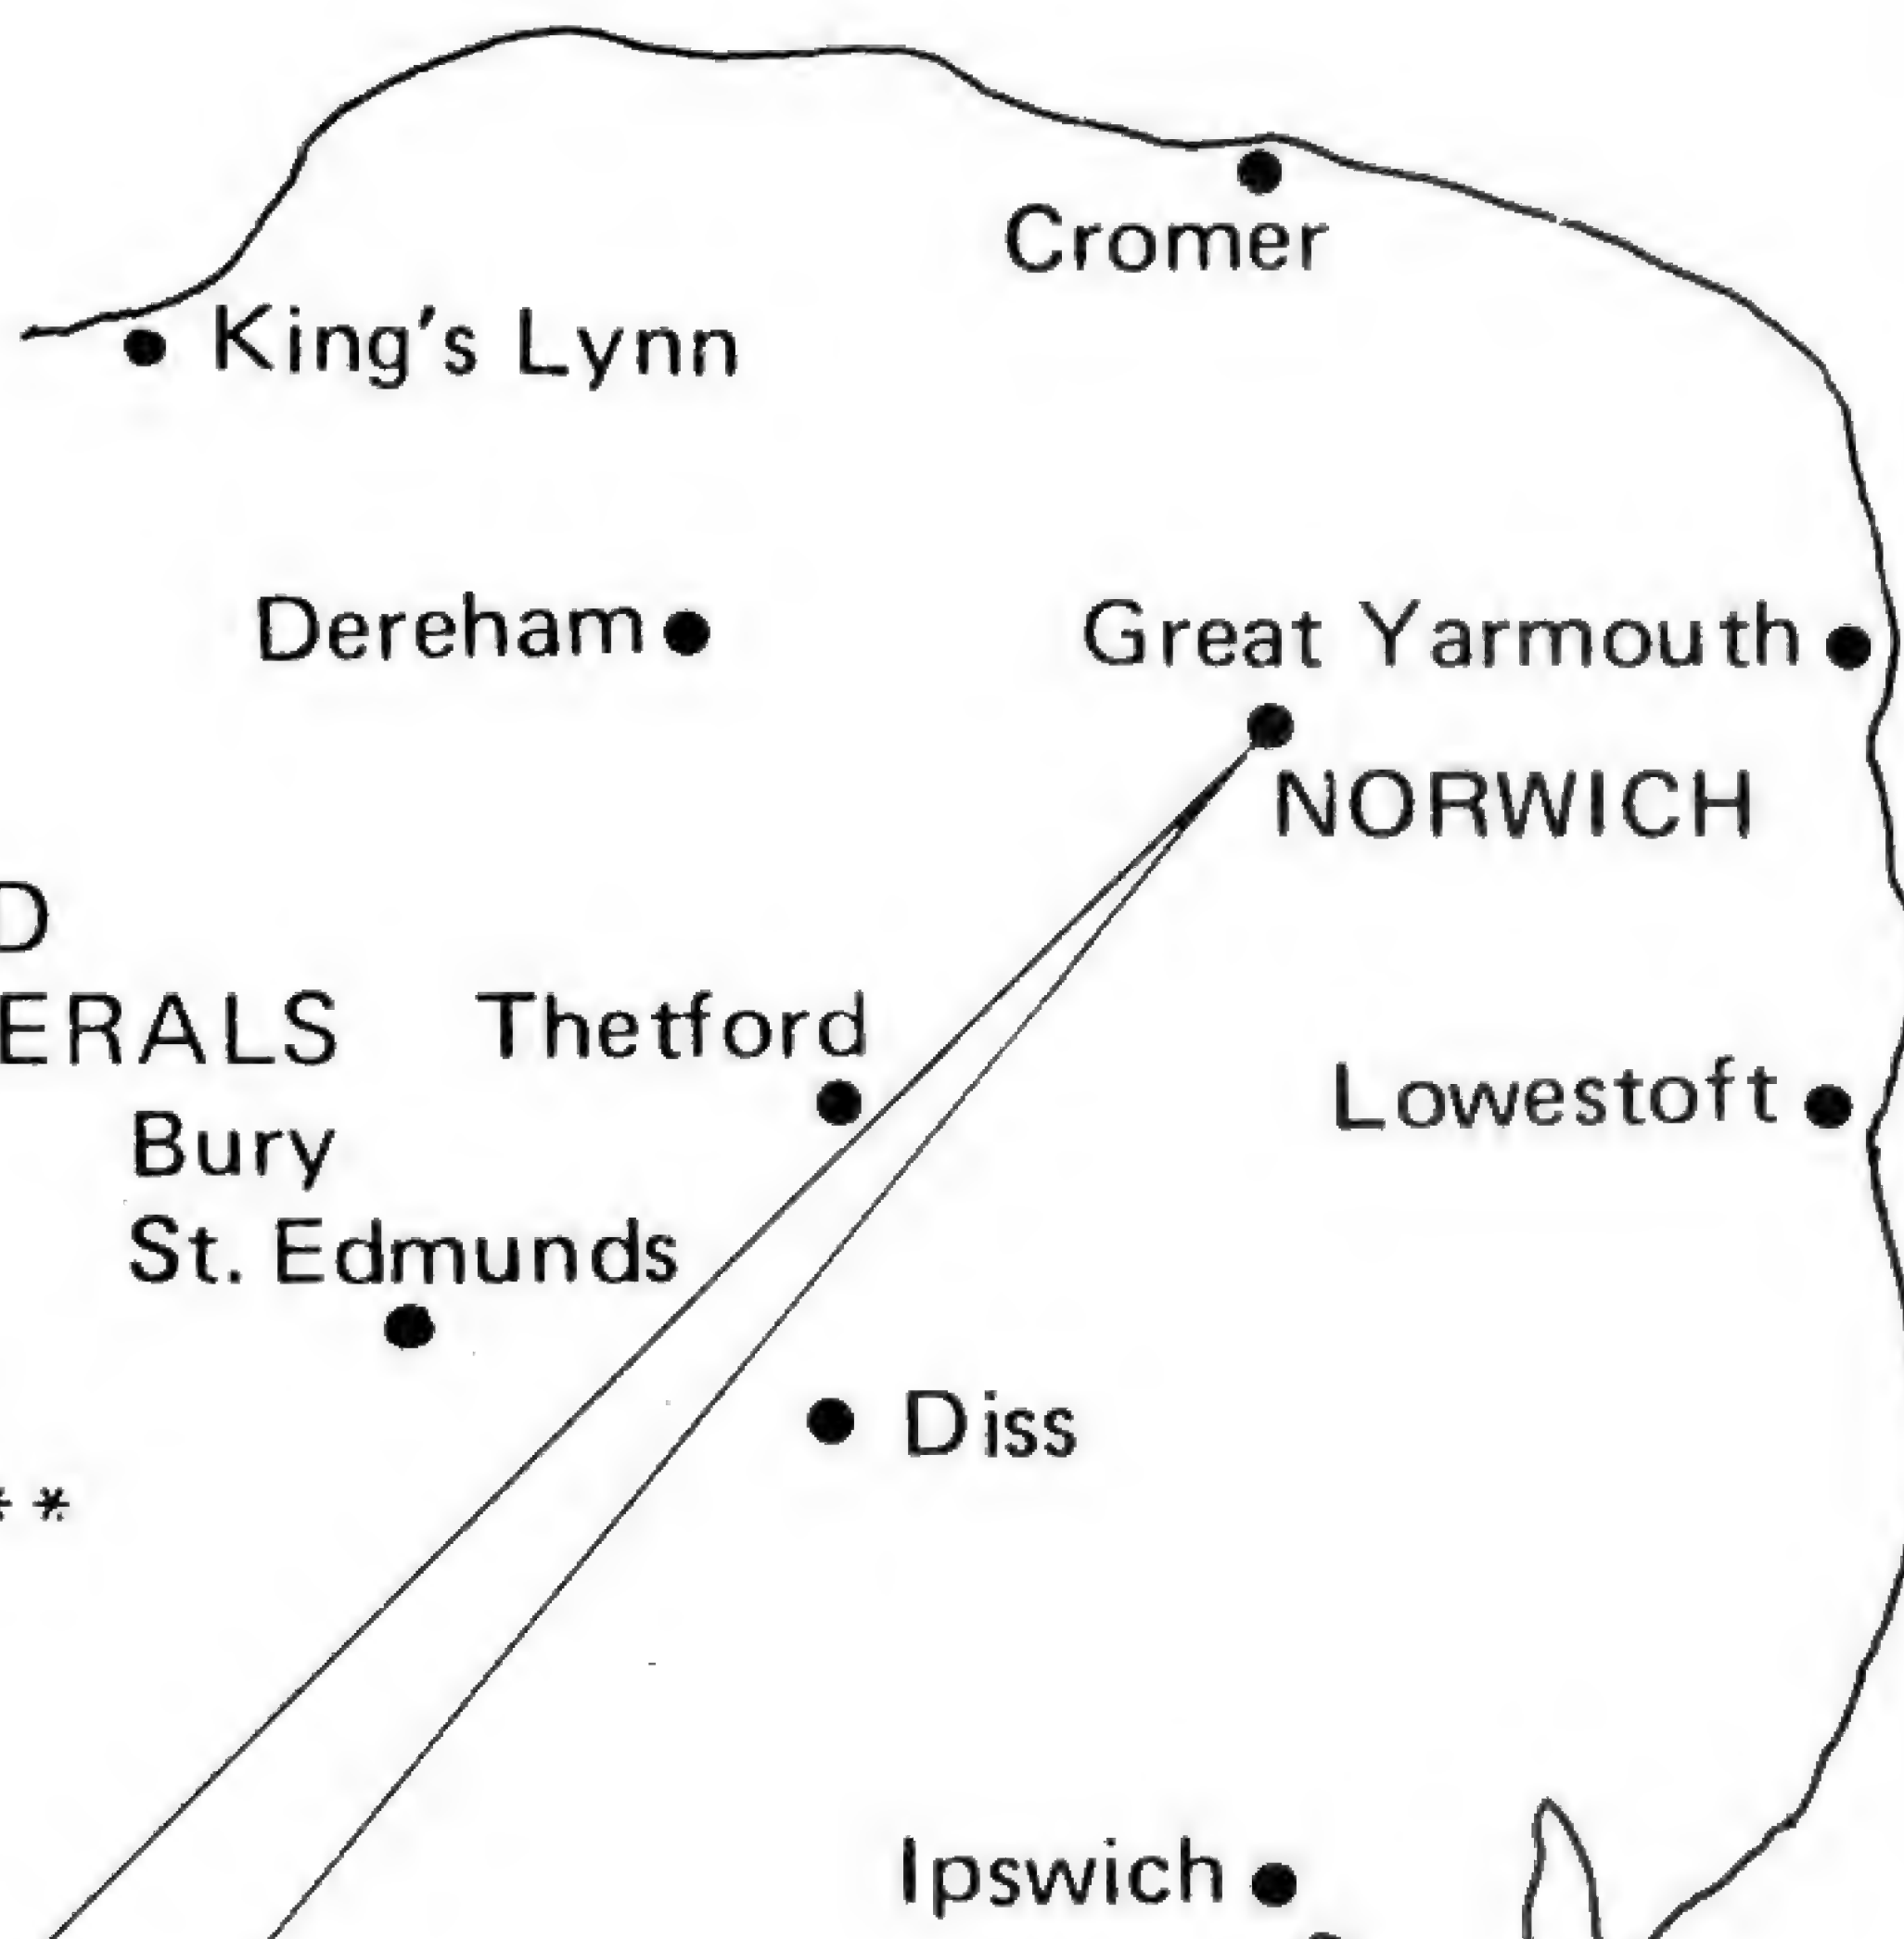 Cromer
King's Lynn
Dereham
Great Yarmouth
NORWICH
D
ERALS
Thetford
Lowestoft
Bury
St. Edmunds
Diss
**
Ipswich